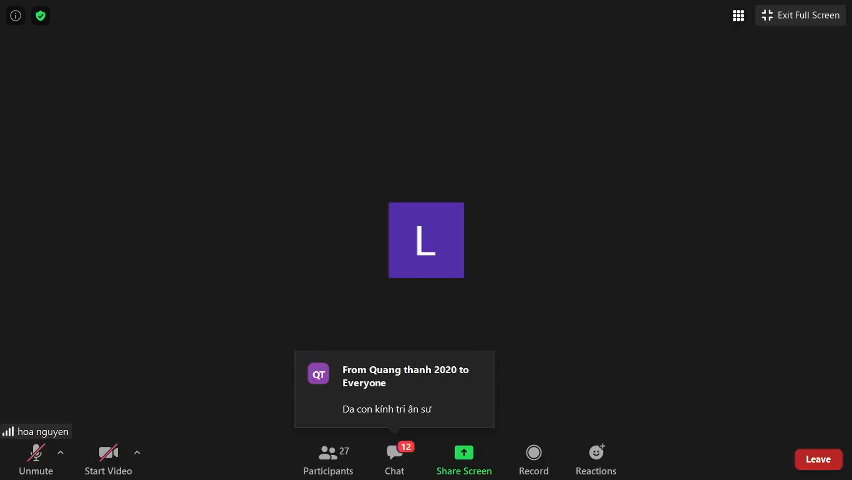 Exit Full Screen
L
QT
From Quang thanh 2020 to
Everyone
Da con kính tri ân sư
hoa nguyen
27
12
Unmute
Start Video
Participants
Chat
Share Screen
Record
Reactions
Leave